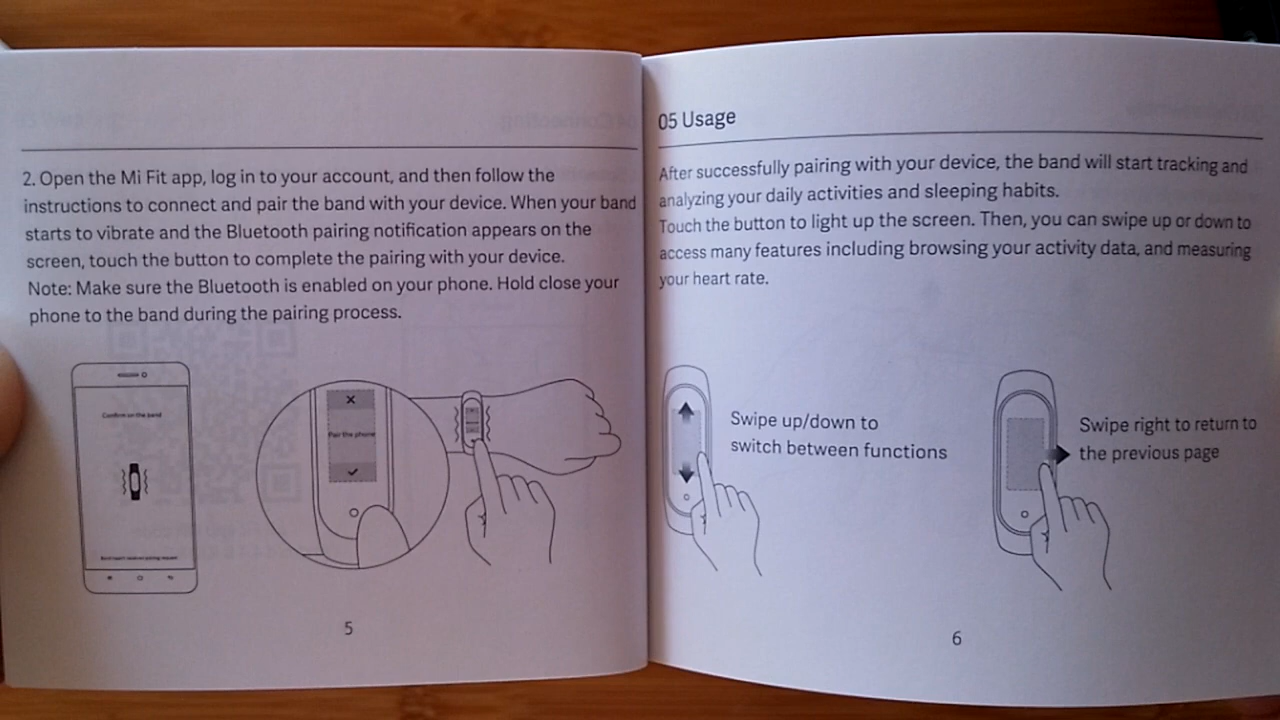 2. Open the Mi Fit app, log in to your account, and then follow the
instructions to connect and pair the band with your device. When your band
starts to vibrate and the Bluetooth pairing notification appears on the
screen, touch the button to complete the pairing with your device.
Note: Make sure the Bluetooth is enabled on your phone. Hold close your
phone to the band during the pairing process.
Confirm on the band
Pair the phone
5
05 Usage
After successfully pairing with your device, the band will start tracking and
analyzing your daily activities and sleeping habits.
Touch the button to light up the screen. Then, you can swipe up or down to
access many features including browsing your activity data, and measuring
your heart rate.
Swipe up/down to
switch between functions
Swipe right to return to
the previous page
6